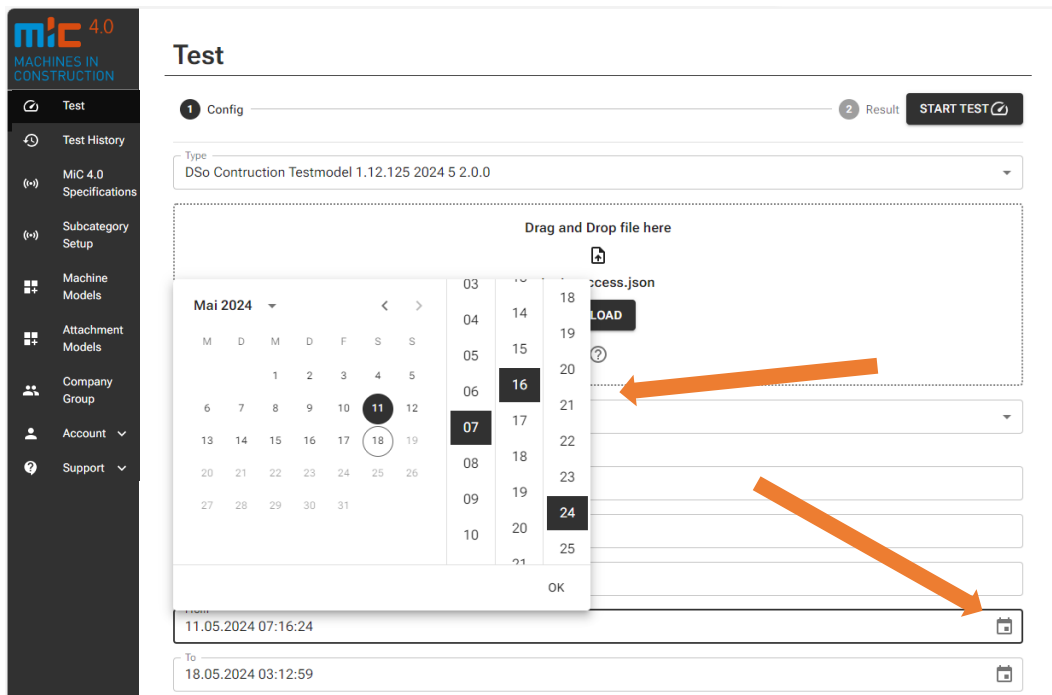 mic 4.0
MACHINES IN
CONSTRUCTION
Test
Test History
MiC 4.0
Specifications
Subcategory
Setup
Machine
Models
Attachment
Models
Company
Group
Account
Support
Test
1 Config
2 Result
START TEST
Type
DSo Contruction Testmodel 1.12.125 2024 5 2.0.0
Drag and Drop file here
ccess.json
LOAD
?
Mai 2024
M D M D F S S
1 2 3 4 5
6 7 8 9 10 11 12
13 14 15 16 17 18 19
20 21 22 23 24 25 26
27 28 29 30 31
03
04
05
06
07
08
09
10
14
15
16
17
18
19
20
21
18
19
20
21
22
23
24
25
OK
From
11.05.2024 07:16:24
To
18.05.2024 03:12:59